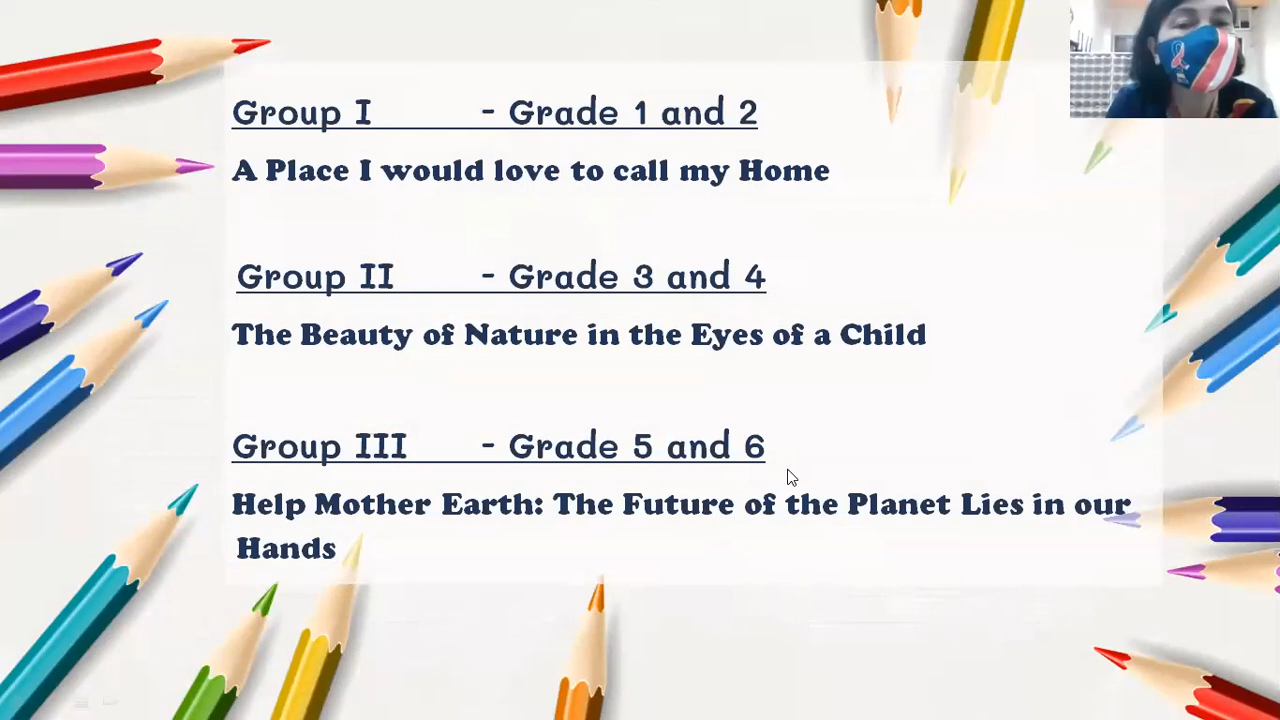 Group I - Grade 1 and 2
A Place I would love to call my Home
Group II - Grade 3 and 4
The Beauty of Nature in the Eyes of a Child
Group III - Grade 5 and 6
Help Mother Earth: The Future of the Planet Lies in our
Hands